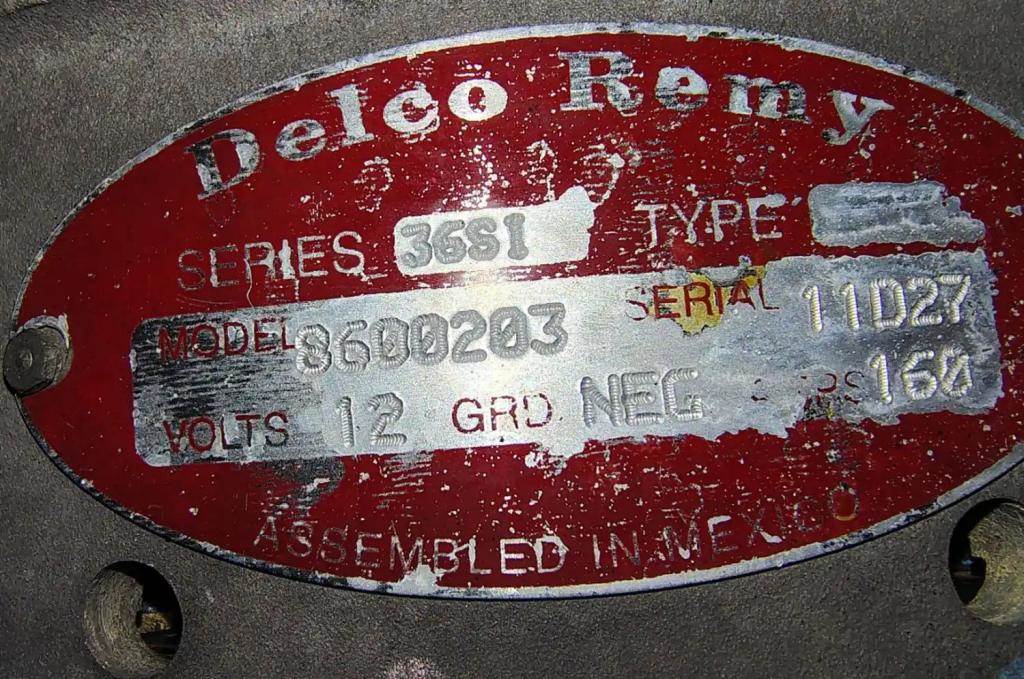 Delco Remy
SERIES 36SI TYPE
MODEL 8600203 SERIAL 11D27
VOLTS 12 GRD NEG 160
ASSEMBLED IN MEXICO